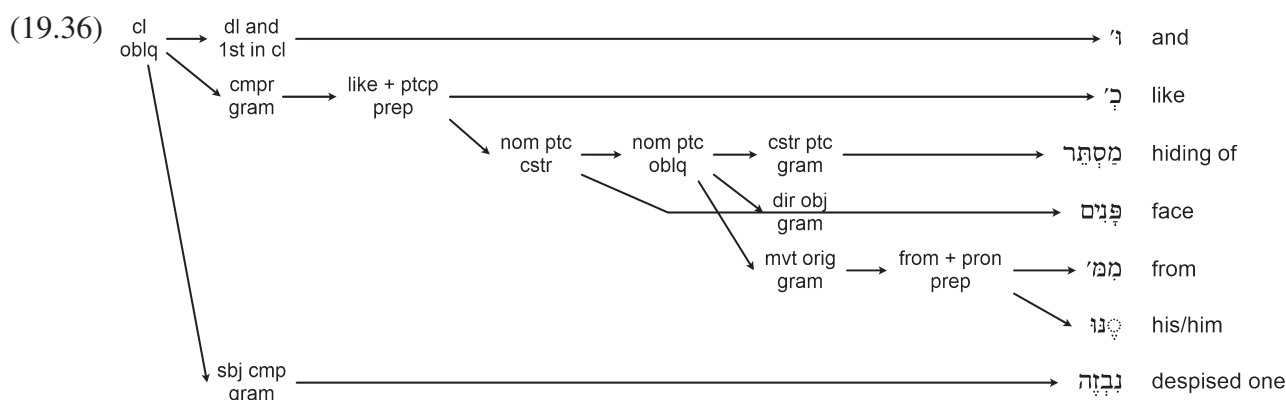 (19.36) cl oblq dl and 1st in cl וּ׳ and
cmpr gram like + ptcp prep כְ׳ like
nom ptc cstr nom ptc oblq cstr ptc gram מַסְתֵּר hiding of
dir obj gram פָּנִים face
mvt orig gram from + pron prep מִמּ׳ from
ֶ֫נּוּ his/him
sbj cmp gram נִבְזֶה despised one